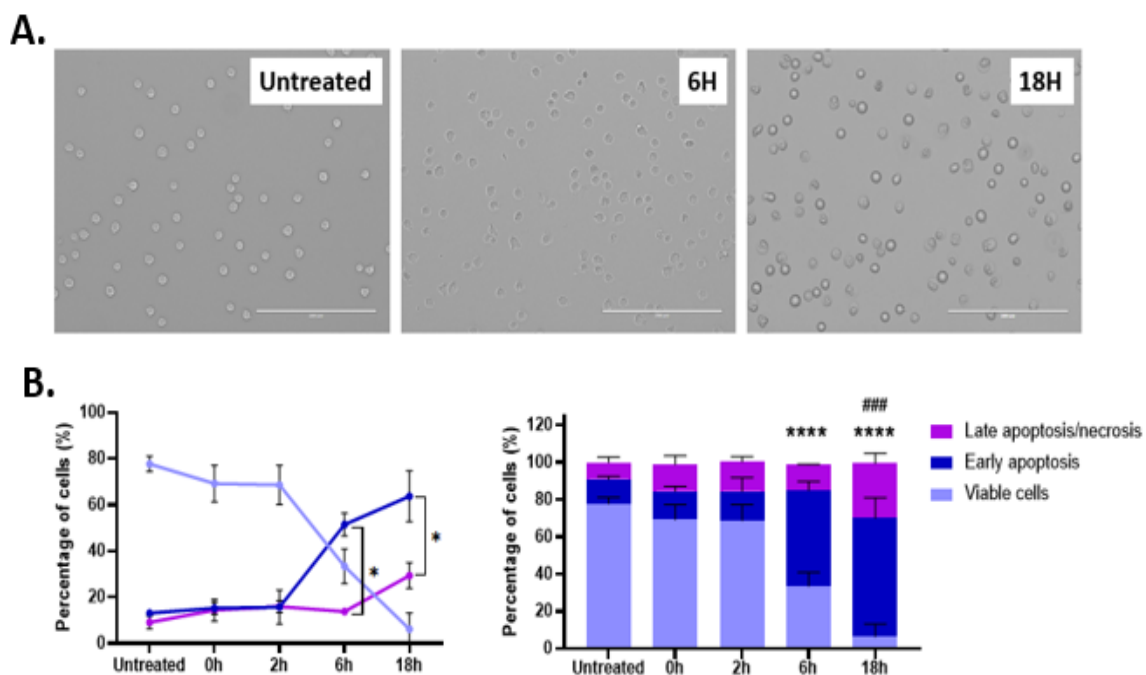 A.
Untreated
6H
18H
B.
100
80
60
40
20
0
Percentage of cells (%)
*
*
Untreated 0h 2h 6h 18h
120
100
80
60
40
20
0
Percentage of cells (%)
###
**** ****
Untreated 0h 2h 6h 18h
Late apoptosis/necrosis
Early apoptosis
Viable cells